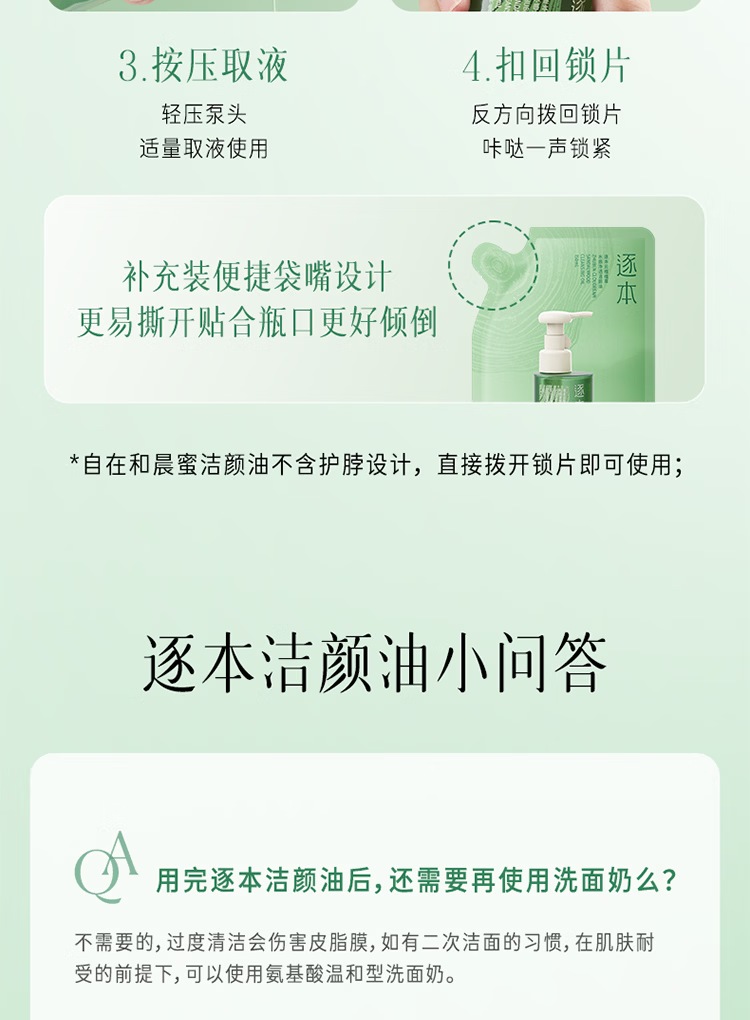 3.按压取液
轻压泵头
适量取液使用
4.扣回锁片
反方向拨回锁片
咔哒一声锁紧
补充装便捷袋嘴设计
更易撕开贴合瓶口更好倾倒
逐本
*自在和晨蜜洁颜油不含护脖设计，直接拨开锁片即可使用；
逐本洁颜油小问答
QA
用完逐本洁颜油后，还需要再使用洗面奶么？
不需要的，过度清洁会伤害皮脂膜，如有二次洁面的习惯，在肌肤耐
受的前提下，可以使用氨基酸温和型洗面奶。